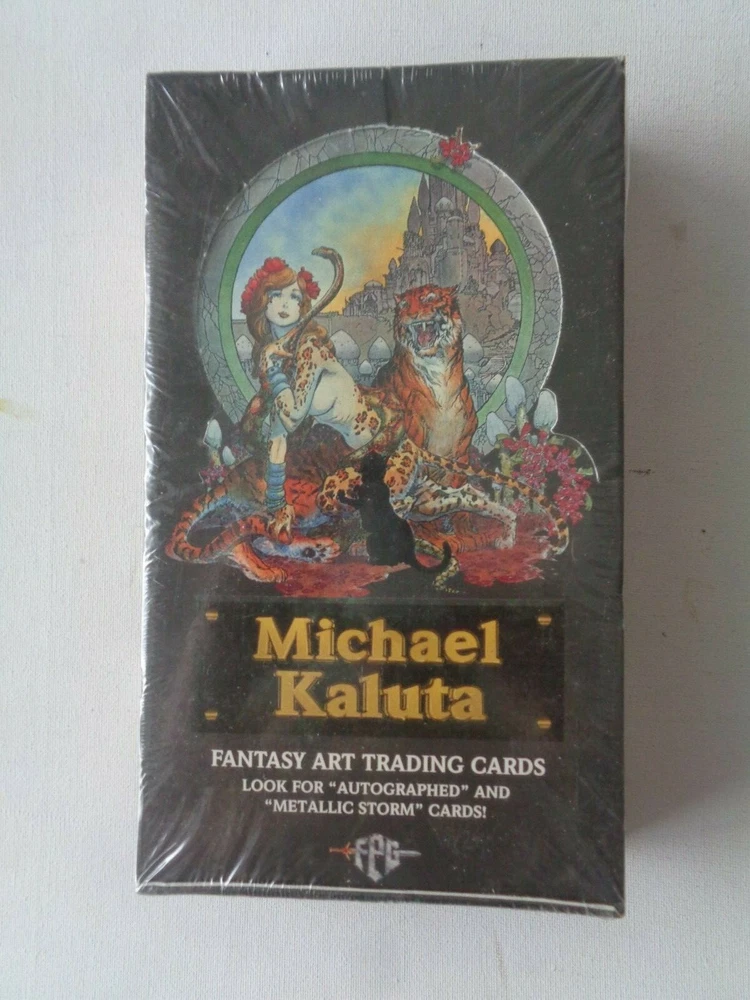 Michael
Kaluta
FANTASY ART TRADING CARDS
LOOK FOR “AUTOGRAPHED” AND
“METALLIC STORM” CARDS!
FPG